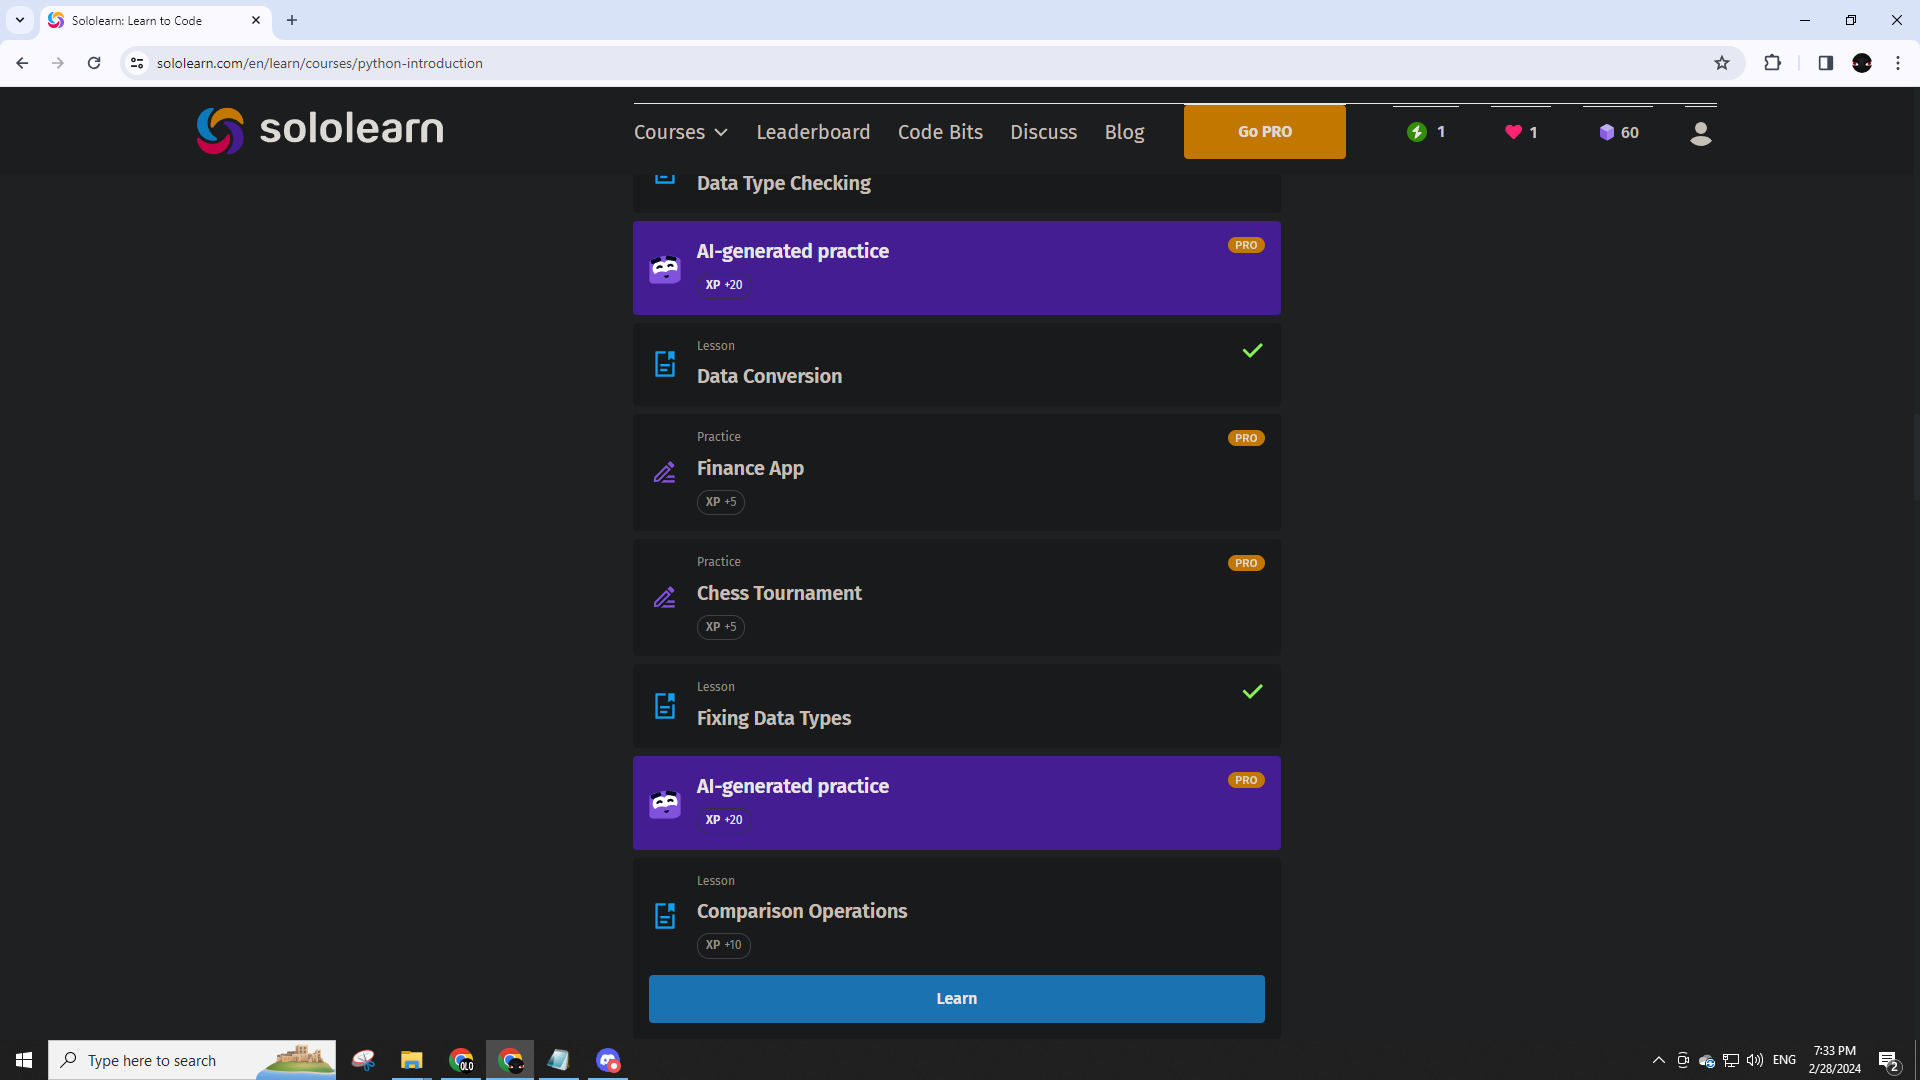 Sololearn: Learn to Code
sololearn.com/en/learn/courses/python-introduction
sololearn
Courses
Leaderboard
Code Bits
Discuss
Blog
Go PRO
1
1
60
Data Type Checking
AI-generated practice
PRO
XP +20
Lesson
Data Conversion
Practice
PRO
Finance App
XP +5
Practice
PRO
Chess Tournament
XP +5
Lesson
Fixing Data Types
AI-generated practice
PRO
XP +20
Lesson
Comparison Operations
XP +10
Learn
Type here to search
OLO
ENG
7:33 PM
2/28/2024
2